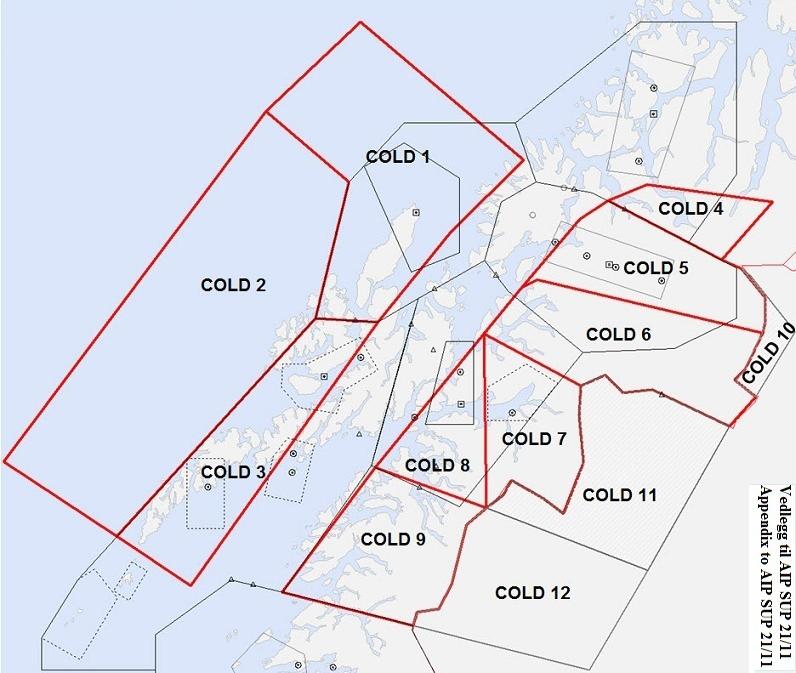 COLD 1
COLD 2
COLD 3
COLD 4
COLD 5
COLD 6
COLD 7
COLD 8
COLD 9
COLD 10
COLD 11
COLD 12
Vedlegg til AIP SUP 21/11
Appendix to AIP SUP 21/11